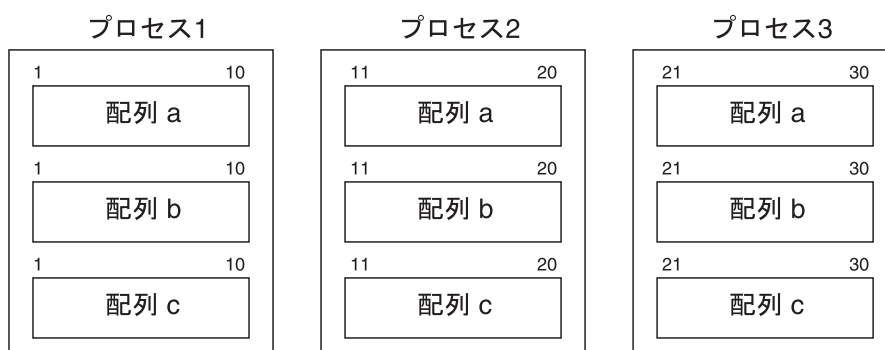 プロセス1 プロセス2 プロセス3
1 10 11 20 21 30
配列 a 配列 a 配列 a
1 10 11 20 21 30
配列 b 配列 b 配列 b
1 10 11 20 21 30
配列 c 配列 c 配列 c